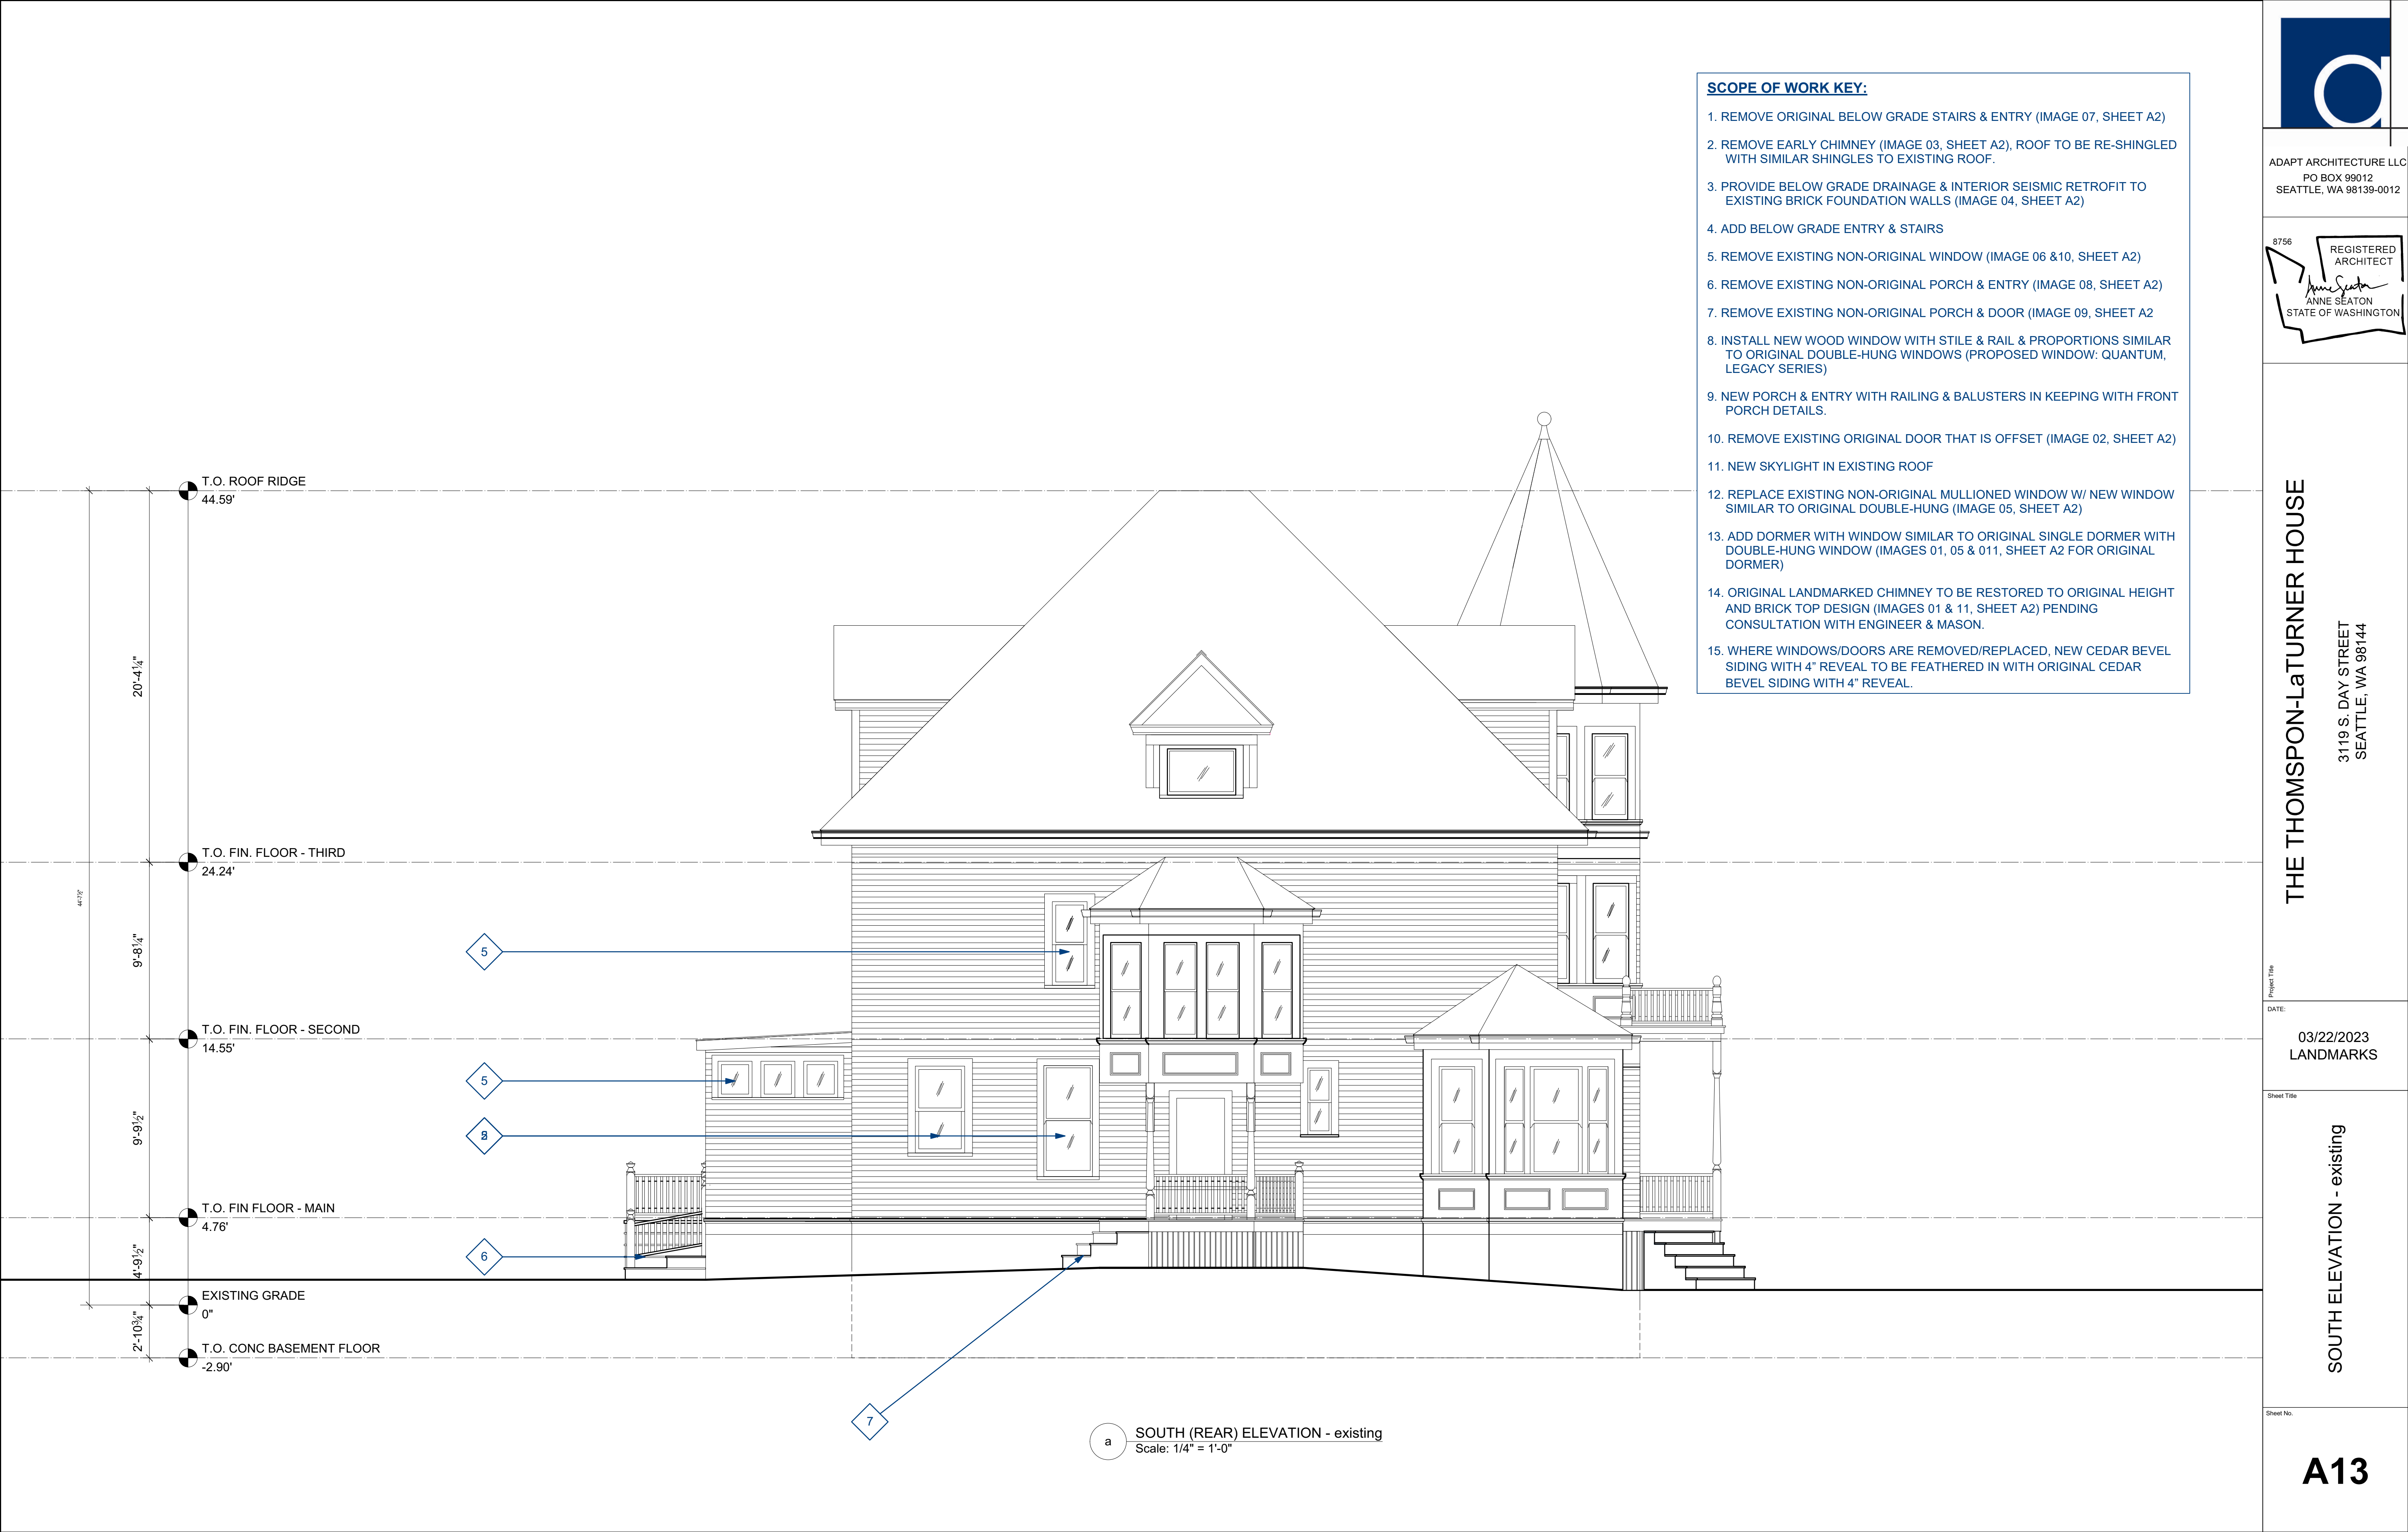 SCOPE OF WORK KEY:
1. REMOVE ORIGINAL BELOW GRADE STAIRS & ENTRY (IMAGE 07, SHEET A2)
2. REMOVE EARLY CHIMNEY (IMAGE 03, SHEET A2), ROOF TO BE RE-SHINGLED
WITH SIMILAR SHINGLES TO EXISTING ROOF.
3. PROVIDE BELOW GRADE DRAINAGE & INTERIOR SEISMIC RETROFIT TO
EXISTING BRICK FOUNDATION WALLS (IMAGE 04, SHEET A2)
4. ADD BELOW GRADE ENTRY & STAIRS
5. REMOVE EXISTING NON-ORIGINAL WINDOW (IMAGE 06 &10, SHEET A2)
6. REMOVE EXISTING NON-ORIGINAL PORCH & ENTRY (IMAGE 08, SHEET A2)
7. REMOVE EXISTING NON-ORIGINAL PORCH & DOOR (IMAGE 09, SHEET A2
8. INSTALL NEW WOOD WINDOW WITH STILE & RAIL & PROPORTIONS SIMILAR
TO ORIGINAL DOUBLE-HUNG WINDOWS (PROPOSED WINDOW: QUANTUM,
LEGACY SERIES)
9. NEW PORCH & ENTRY WITH RAILING & BALUSTERS IN KEEPING WITH FRONT
PORCH DETAILS.
10. REMOVE EXISTING ORIGINAL DOOR THAT IS OFFSET (IMAGE 02, SHEET A2)
11. NEW SKYLIGHT IN EXISTING ROOF
12. REPLACE EXISTING NON-ORIGINAL MULLIONED WINDOW W/ NEW WINDOW
SIMILAR TO ORIGINAL DOUBLE-HUNG (IMAGE 05, SHEET A2)
13. ADD DORMER WITH WINDOW SIMILAR TO ORIGINAL SINGLE DORMER WITH
DOUBLE-HUNG WINDOW (IMAGES 01, 05 & 011, SHEET A2 FOR ORIGINAL
DORMER)
14. ORIGINAL LANDMARKED CHIMNEY TO BE RESTORED TO ORIGINAL HEIGHT
AND BRICK TOP DESIGN (IMAGES 01 & 11, SHEET A2) PENDING
CONSULTATION WITH ENGINEER & MASON.
15. WHERE WINDOWS/DOORS ARE REMOVED/REPLACED, NEW CEDAR BEVEL
SIDING WITH 4” REVEAL TO BE FEATHERED IN WITH ORIGINAL CEDAR
BEVEL SIDING WITH 4” REVEAL.
T.O. ROOF RIDGE
44.59'
20'-4¼"
T.O. FIN. FLOOR - THIRD
24.24'
44'-7½"
9'-8¼"
5
T.O. FIN. FLOOR - SECOND
14.55'
5
9'-9½"
T.O. FIN FLOOR - MAIN
4.76'
4'-9½"
6
EXISTING GRADE
0"
2'-10¾"
T.O. CONC BASEMENT FLOOR
-2.90'
7
a
SOUTH (REAR) ELEVATION - existing
Scale: 1/4" = 1'-0"
a
ADAPT ARCHITECTURE LLC
PO BOX 99012
SEATTLE, WA 98139-0012
8756
REGISTERED
ARCHITECT
Anne Seaton
ANNE SEATON
STATE OF WASHINGTON
Project Title
THE THOMSPON-LaTURNER HOUSE
3119 S. DAY STREET
SEATTLE, WA 98144
DATE:
03/22/2023
LANDMARKS
Sheet Title
SOUTH ELEVATION - existing
Sheet No.
A13